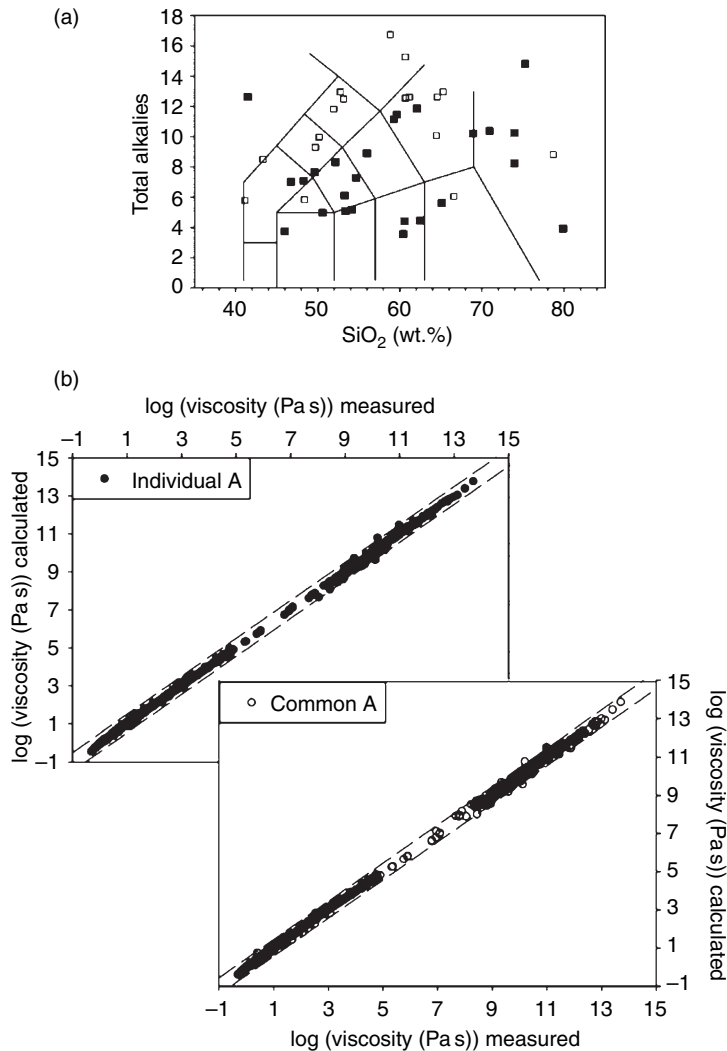 (a)
18
16
14
12
10
8
6
4
2
0
Total alkalies
40 50 60 70 80
SiO₂ (wt.%)
(b)
log (viscosity (Pa s)) measured
−1 1 3 5 7 9 11 13 15
15
13
11
9
7
5
3
1
−1
log (viscosity (Pa s)) calculated
Individual A
Common A
15
13
11
9
7
5
3
1
−1
log (viscosity (Pa s)) calculated
−1 1 3 5 7 9 11 13 15
log (viscosity (Pa s)) measured